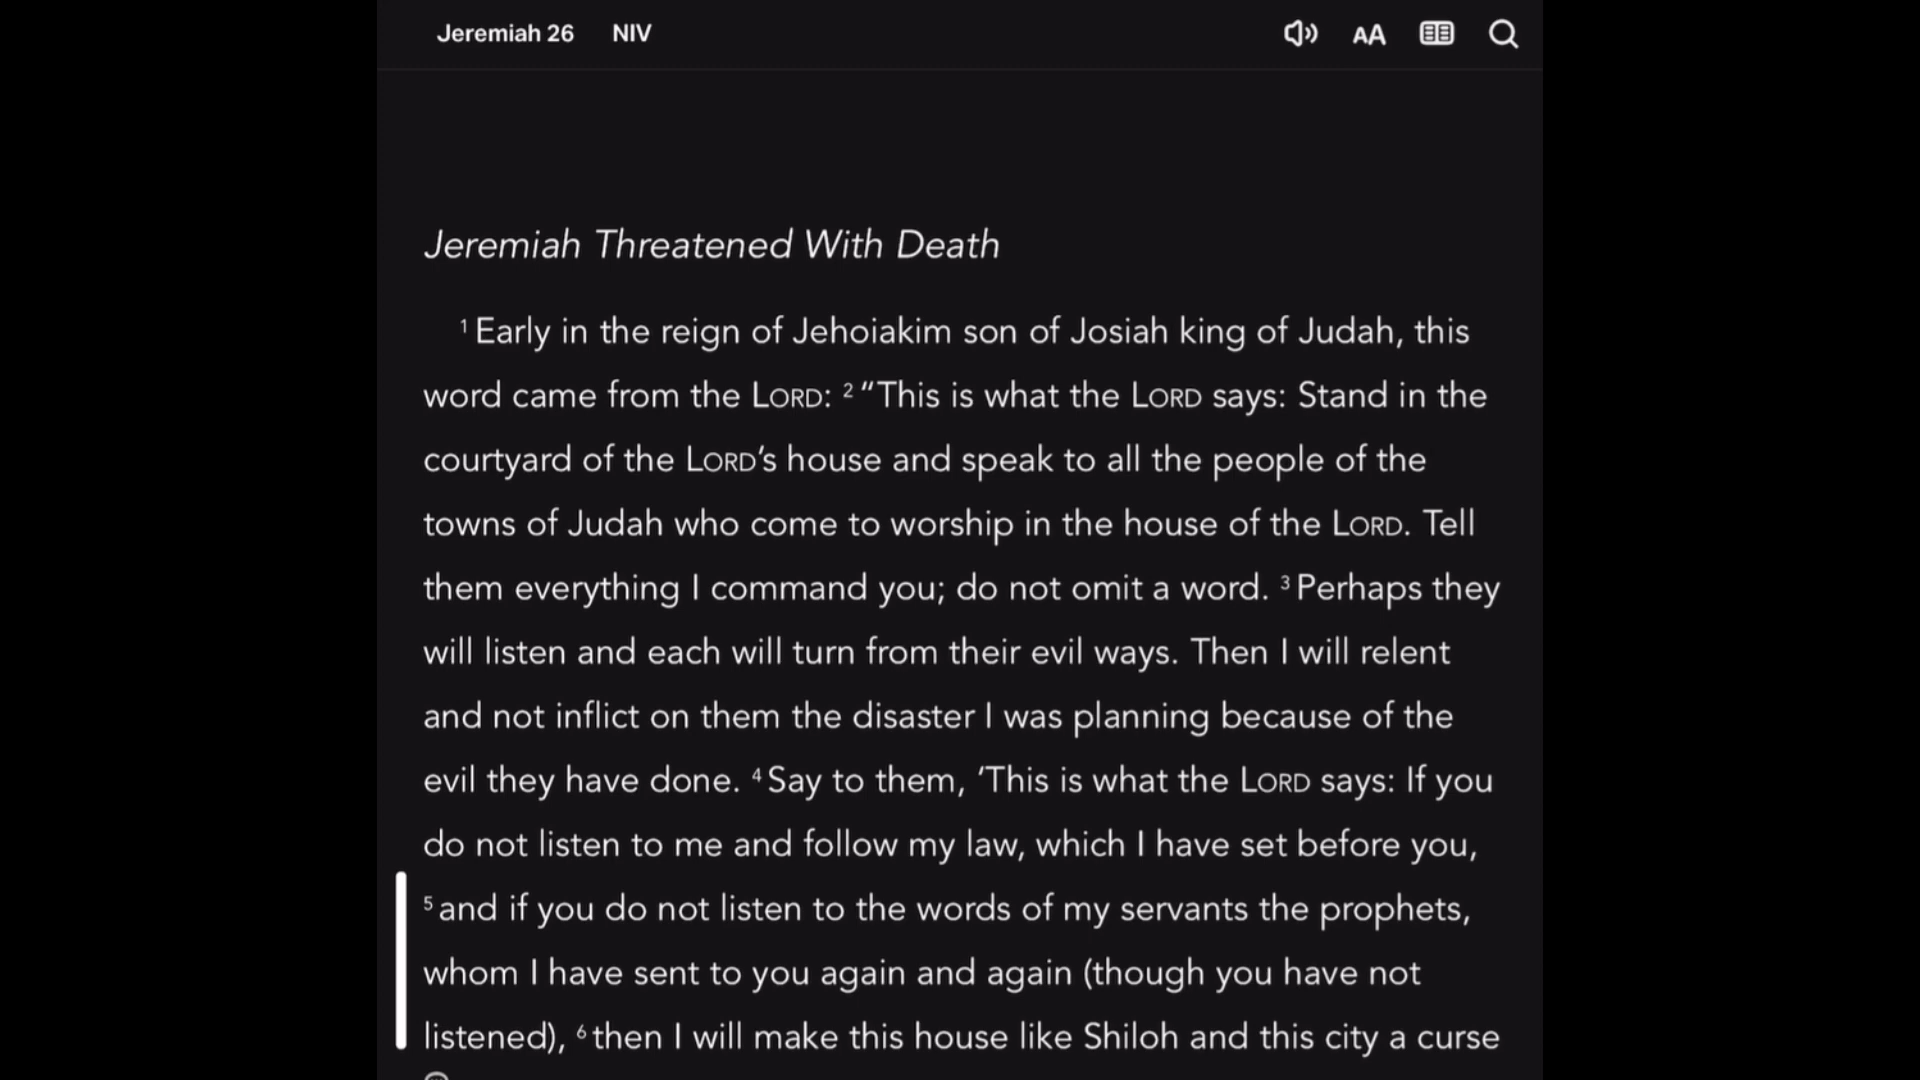 Jeremiah 26 NIV AA
Jeremiah Threatened With Death
1 Early in the reign of Jehoiakim son of Josiah king of Judah, this
word came from the LORD: 2 “This is what the LORD says: Stand in the
courtyard of the LORD’s house and speak to all the people of the
towns of Judah who come to worship in the house of the LORD. Tell
them everything I command you; do not omit a word. 3 Perhaps they
will listen and each will turn from their evil ways. Then I will relent
and not inflict on them the disaster I was planning because of the
evil they have done. 4 Say to them, ‘This is what the LORD says: If you
do not listen to me and follow my law, which I have set before you,
5 and if you do not listen to the words of my servants the prophets,
whom I have sent to you again and again (though you have not
listened), 6 then I will make this house like Shiloh and this city a curse